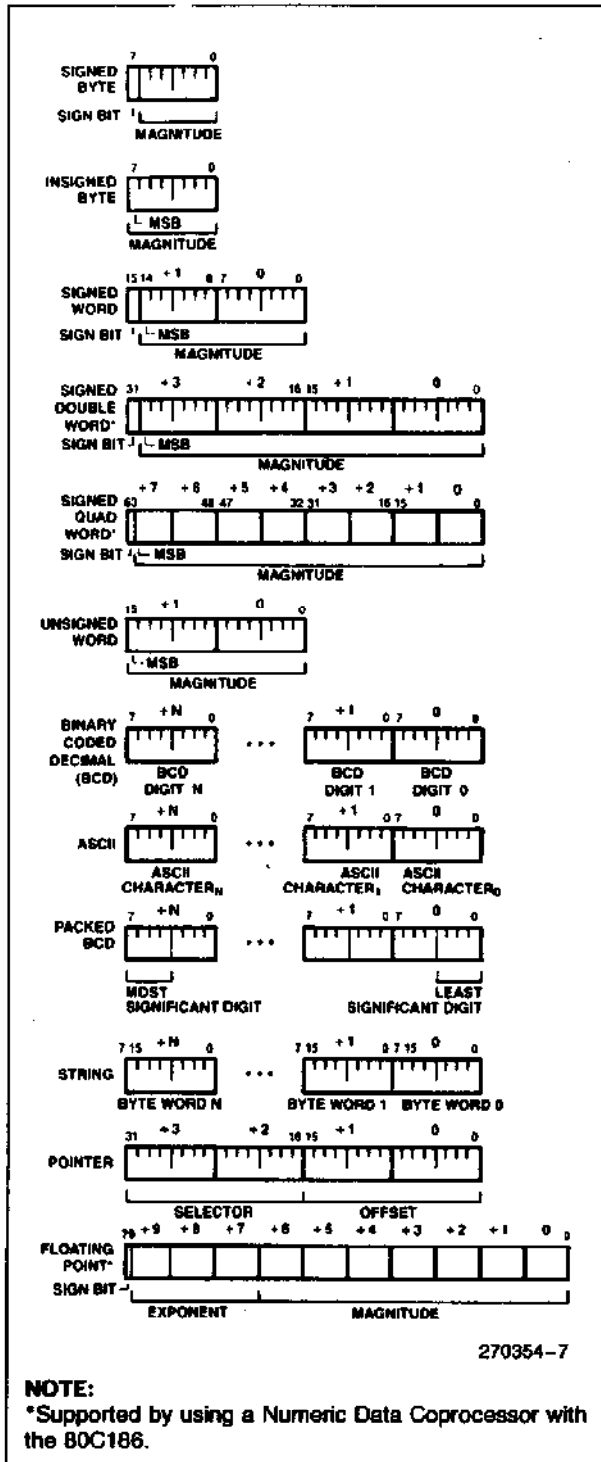 7 0
SIGNED
BYTE
SIGN BIT
MAGNITUDE
7 0
INSIGNED
BYTE
MSB
MAGNITUDE
15 14 +1 8 7 0 0
SIGNED
WORD
SIGN BIT MSB
MAGNITUDE
SIGNED 31 +3 +2 16 15 +1 0 0
DOUBLE
WORD*
SIGN BIT MSB
MAGNITUDE
+7 +6 +5 +4 +3 +2 +1 0
SIGNED 63 48 47 32 31 16 15 0
QUAD
WORD*
SIGN BIT MSB
MAGNITUDE
15 +1 0 0
UNSIGNED
WORD
MSB
MAGNITUDE
BINARY 7 +N 0 7 +1 0 7 0 0
CODED ...
DECIMAL
(BCD) BCD BCD BCD
DIGIT N DIGIT 1 DIGIT 0
7 +N 0 7 +1 0 7 0 0
ASCII ...
ASCII ASCII ASCII
CHARACTERN CHARACTER1 CHARACTER0
PACKED 7 +N 0 7 +1 0 7 0 0
BCD ...
MOST LEAST
SIGNIFICANT DIGIT SIGNIFICANT DIGIT
7 15 +N 0 7 15 +1 0 7 15 0 0
STRING ...
BYTE WORD N BYTE WORD 1 BYTE WORD 0
31 +3 +2 16 15 +1 0 0
POINTER
SELECTOR OFFSET
79 +9 +8 +7 +6 +5 +4 +3 +2 +1 0 0
FLOATING
POINT*
SIGN BIT
EXPONENT MAGNITUDE
270354-7
NOTE:
*Supported by using a Numeric Data Coprocessor with
the 80C186.